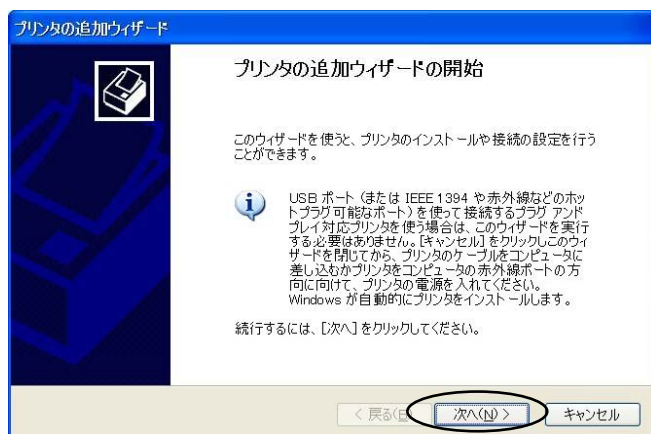 プリンタの追加ウィザード
プリンタの追加ウィザードの開始
このウィザードを使うと、プリンタのインストールや接続の設定を行う
ことができます。
USB ポート (または IEEE 1394 や赤外線などのホッ
トプラグ可能なポート) を使って接続するプラグ アンド
プレイ対応プリンタを使う場合は、このウィザードを実行
する必要はありません。[キャンセル] をクリックしこのウィ
ザードを閉じてから、プリンタのケーブルをコンピュータに
差し込むかプリンタをコンピュータの赤外線ポートの方
向に向けて、プリンタの電源を入れてください。
Windows が自動的にプリンタをインストールします。
続行するには、[次へ] をクリックしてください。
< 戻る(B 次へ(N) > キャンセル